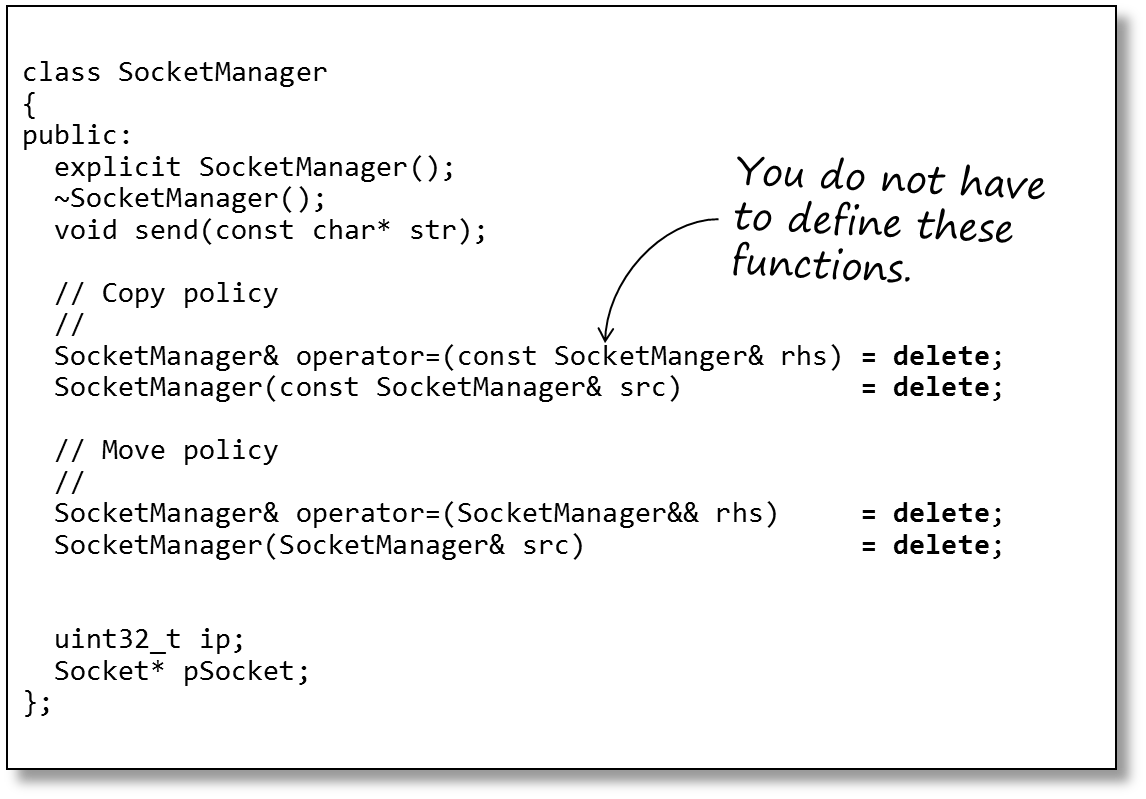 class SocketManager
{
public:
  explicit SocketManager();
  ~SocketManager();
  void send(const char* str);
You do not have
to define these
functions.
  // Copy policy
  //
  SocketManager& operator=(const SocketManger& rhs) = delete;
  SocketManager(const SocketManager& src)           = delete;
  // Move policy
  //
  SocketManager& operator=(SocketManager&& rhs)     = delete;
  SocketManager(SocketManager& src)                 = delete;
  uint32_t ip;
  Socket* pSocket;
};